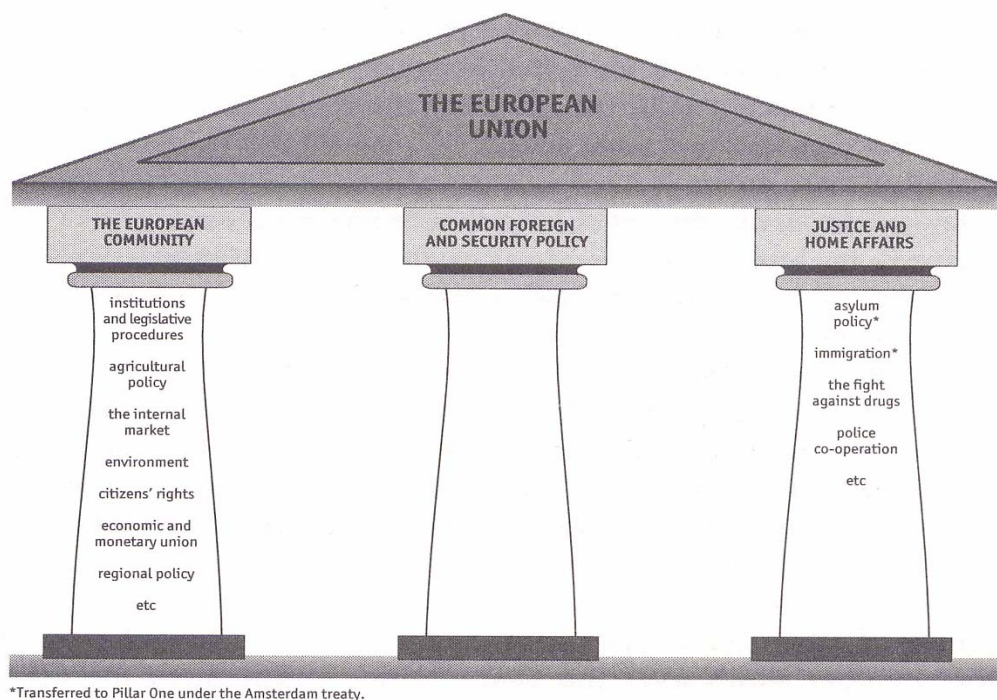 THE EUROPEAN
UNION
THE EUROPEAN
COMMUNITY
institutions
and legislative
procedures
agricultural
policy
the internal
market
environment
citizens' rights
economic and
monetary union
regional policy
etc
COMMON FOREIGN
AND SECURITY POLICY
JUSTICE AND
HOME AFFAIRS
asylum
policy*
immigration*
the fight
against drugs
police
co-operation
etc
*Transferred to Pillar One under the Amsterdam treaty.